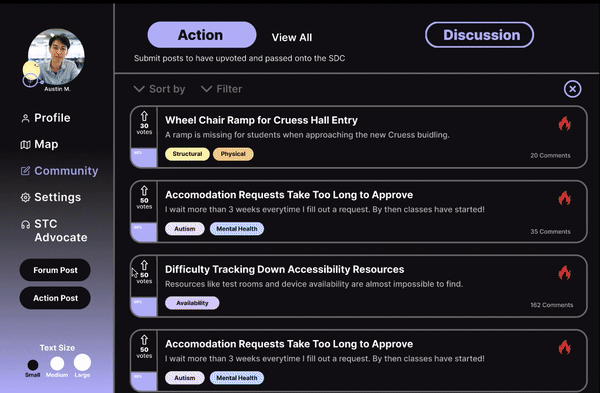 Action
View All
Discussion
Submit posts to have upvoted and passed onto the SDC
Austin M.
Profile
Map
Community
Settings
STC
Advocate
Forum Post
Action Post
Text Size
Small
Medium
Large
Sort by
Filter
30
votes
Wheel Chair Ramp for Cruess Hall Entry
A ramp is missing for students when approaching the new Cruess buidling.
Structural
Physical
20 Comments
50
votes
Accomodation Requests Take Too Long to Approve
I wait more than 3 weeks everytime I fill out a request. By then classes have started!
Autism
Mental Health
35 Comments
50
votes
Difficulty Tracking Down Accessibility Resources
Resources like test rooms and device availability are almost impossible to find.
Availability
162 Comments
50
votes
Accomodation Requests Take Too Long to Approve
I wait more than 3 weeks everytime I fill out a request. By then classes have started!
Autism
Mental Health